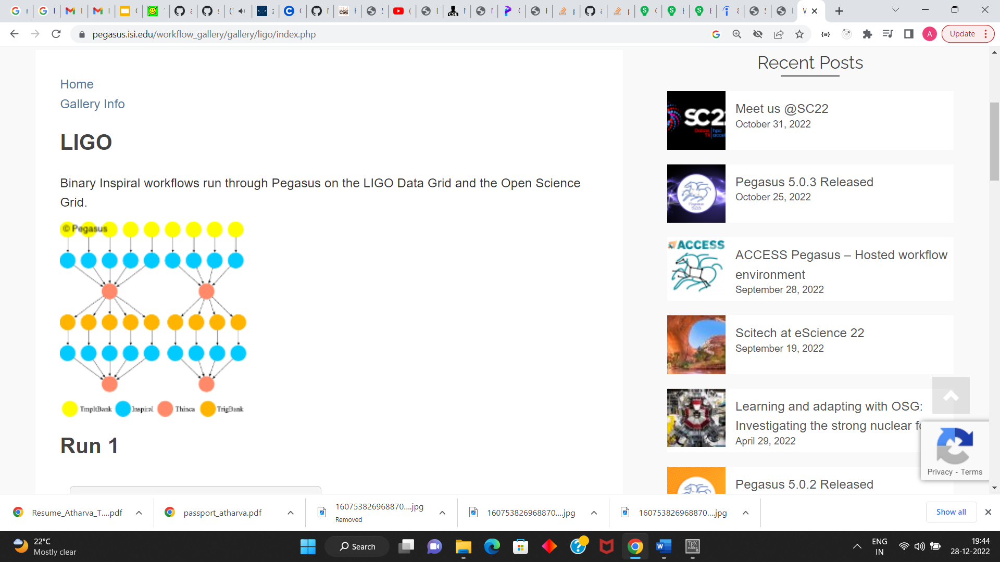 pegasus.isi.edu/workflow_gallery/gallery/ligo/index.php
Update
Home
Gallery Info
LIGO
Binary Inspiral workflows run through Pegasus on the LIGO Data Grid and the Open Science
Grid.
© Pegasus
TmpltBank Inspiral Thinca TrigBank
Run 1
Recent Posts
Meet us @SC22
October 31, 2022
Pegasus 5.0.3 Released
October 25, 2022
ACCESS
ACCESS Pegasus – Hosted workflow
environment
September 28, 2022
Scitech at eScience 22
September 19, 2022
Learning and adapting with OSG:
Investigating the strong nuclear
April 29, 2022
Pegasus 5.0.2 Released
Privacy - Terms
Resume_Atharva_T....pdf
passport_atharva.pdf
160753826968870....jpg
Removed
160753826968870....jpg
160753826968870....jpg
Show all
22°C
Mostly clear
Search
ENG
IN
19:44
28-12-2022